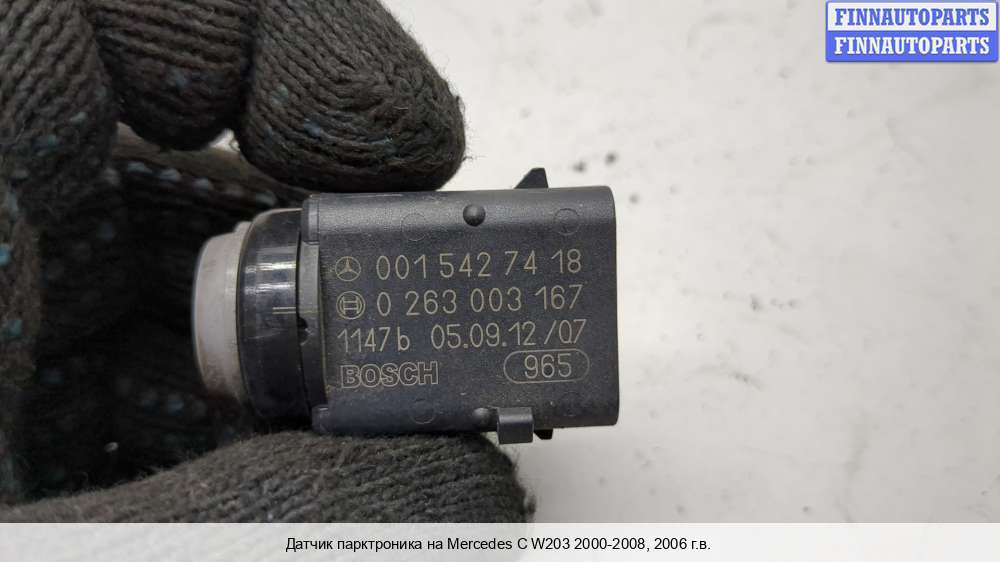 FINNAUTOPARTS
FINNAUTOPARTS
001 542 74 18
0 263 003 167
1147b 05.09.12/07
BOSCH 965
Датчик парктроника на Mercedes C W203 2000-2008, 2006 г.в.